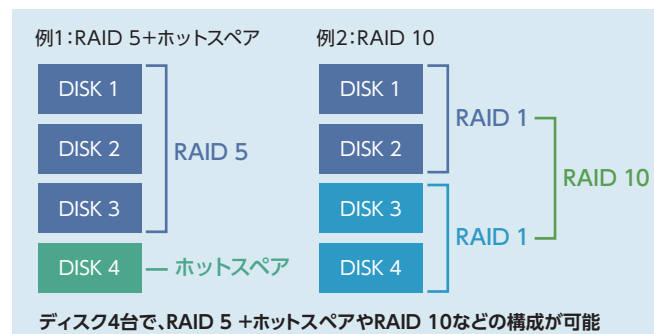 例1:RAID 5+ホットスペア
DISK 1
DISK 2
DISK 3
DISK 4
RAID 5
ホットスペア
例2:RAID 10
DISK 1
DISK 2
DISK 3
DISK 4
RAID 1
RAID 1
RAID 10
ディスク4台で、RAID 5 +ホットスペアやRAID 10などの構成が可能